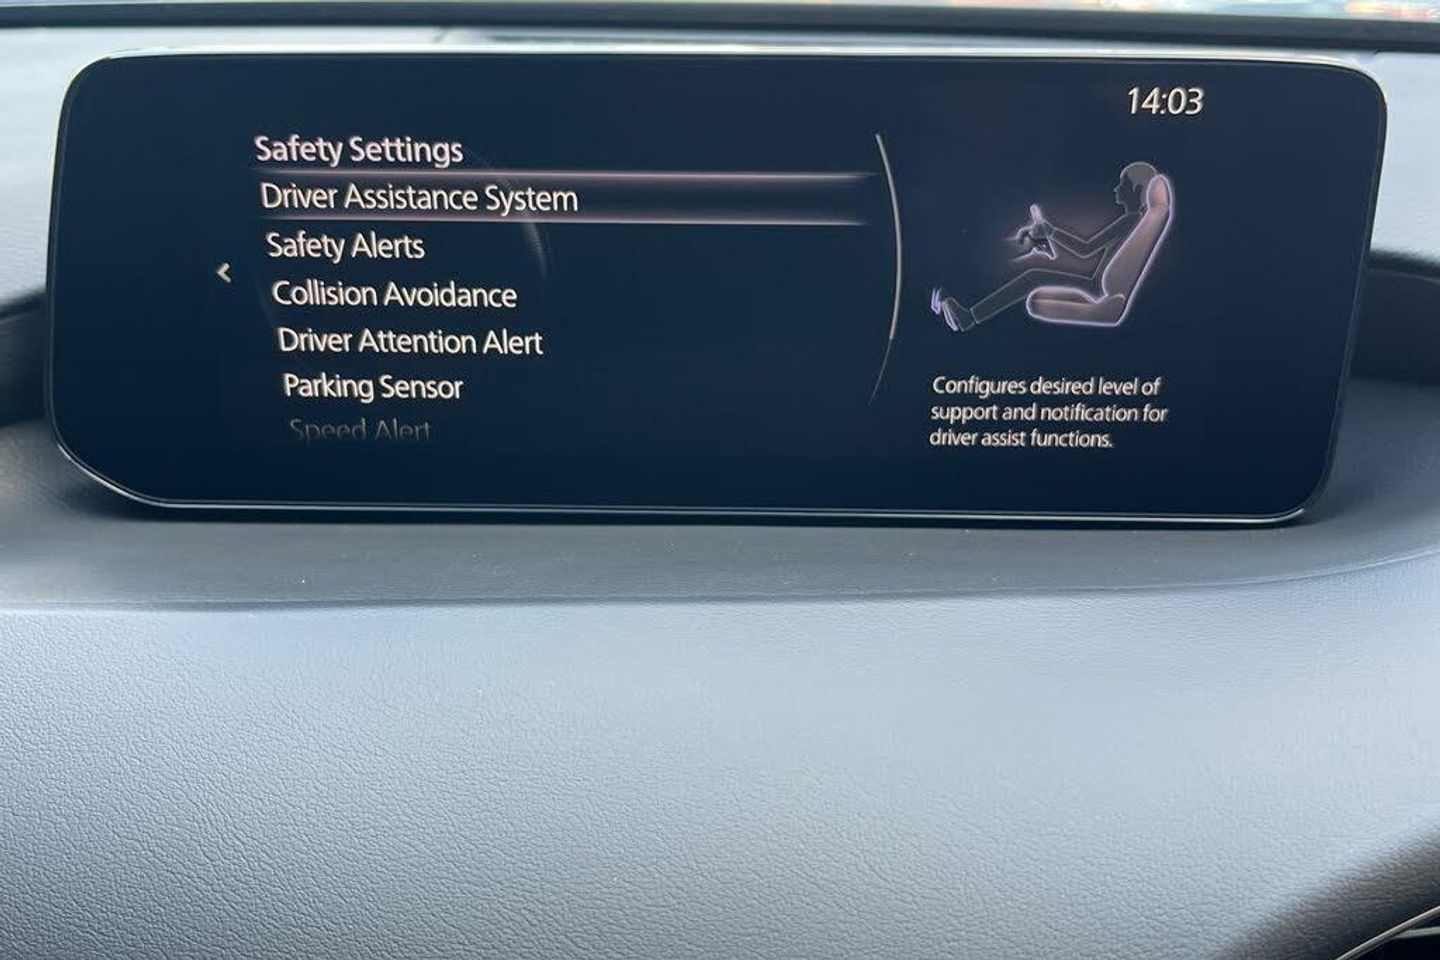 14:03
Safety Settings
Driver Assistance System
Safety Alerts
Collision Avoidance
Driver Attention Alert
Parking Sensor
Speed Alert
Configures desired level of
support and notification for
driver assist functions.